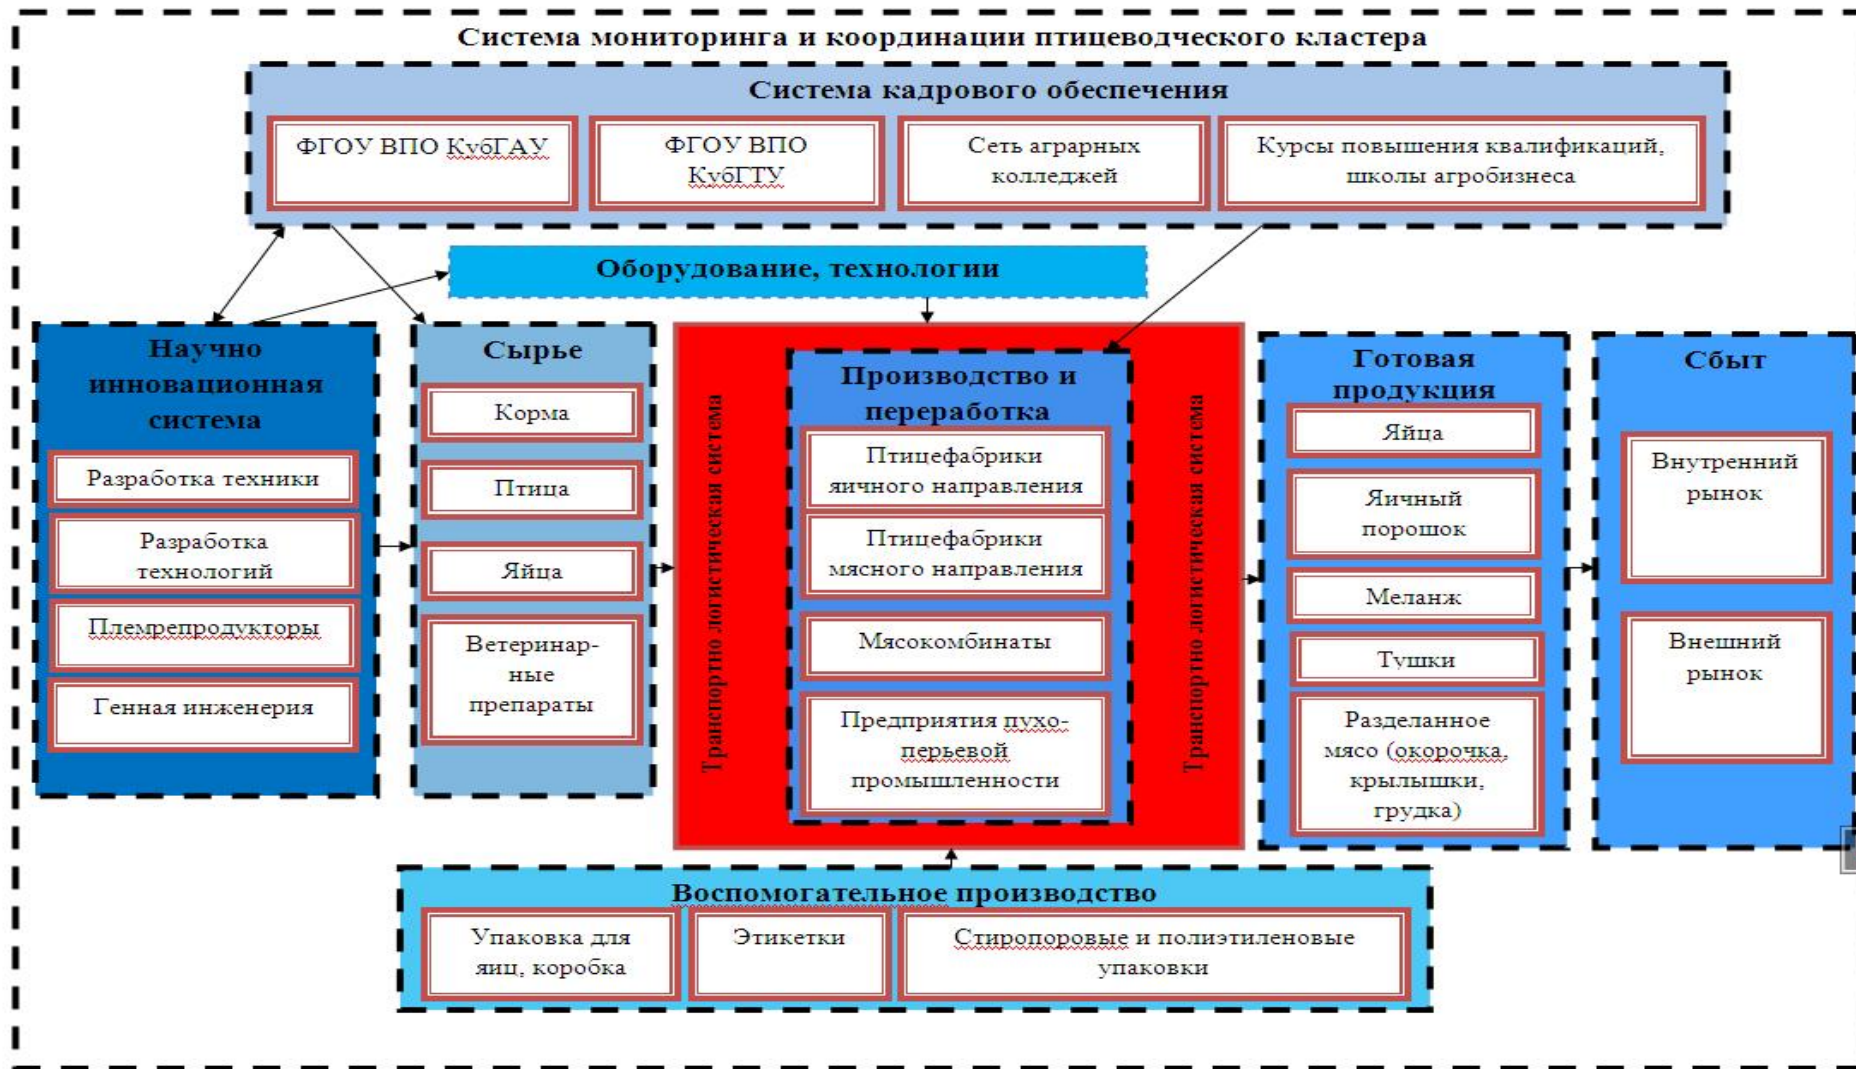 Система мониторинга и координации птицеводческого кластера
Система кадрового обеспечения
ФГОУ ВПО КубГАУ
ФГОУ ВПО
КубГТУ
Сеть аграрных
колледжей
Курсы повышения квалификаций,
школы агробизнеса
Оборудование, технологии
Научно
инновационная
система
Разработка техники
Разработка
технологий
Племрепродукторы
Генная инженерия
Сырье
Корма
Птица
Яйца
Ветеринар-
ные
препараты
Транспортно логистическая система
Производство и
переработка
Птицефабрики
яичного направления
Птицефабрики
мясного направления
Мясокомбинаты
Предприятия пухо-
перьевой
промышленности
Транспортно логистическая система
Готовая
продукция
Яйца
Яичный
порошок
Меланж
Тушки
Разделанное
мясо (окорочка,
крылышки,
грудка)
Сбыт
Внутренний
рынок
Внешний
рынок
Воспомогательное производство
Упаковка для
яиц, коробка
Этикетки
Стиропоровые и полиэтиленовые
упаковки